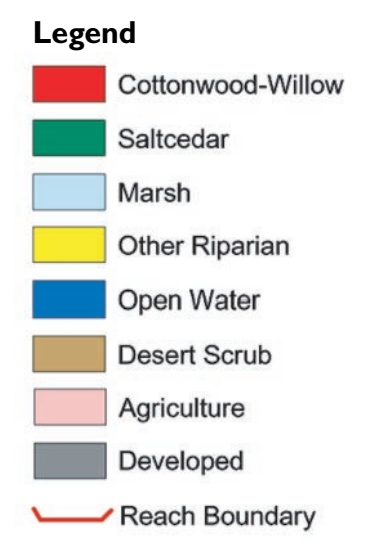 Legend
Cottonwood-Willow
Saltcedar
Marsh
Other Riparian
Open Water
Desert Scrub
Agriculture
Developed
Reach Boundary